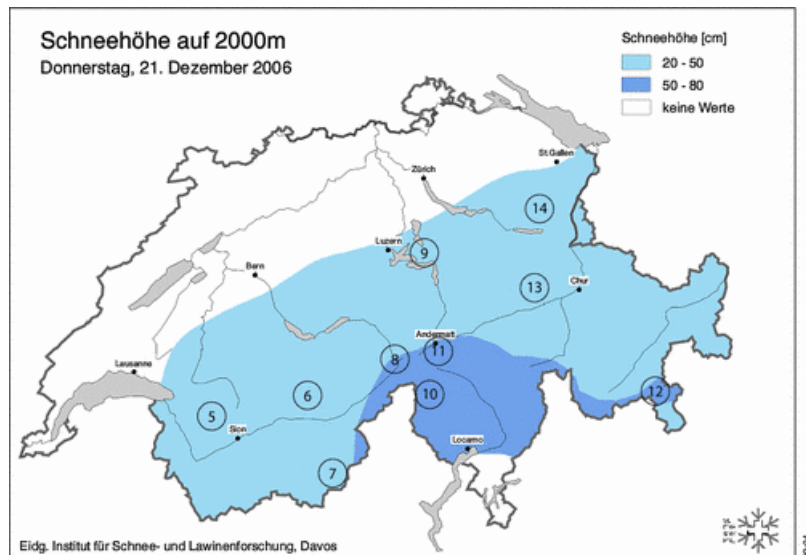 Schneehöhe auf 2000m
Donnerstag, 21. Dezember 2006
Schneehöhe [cm]
20 - 50
50 - 80
keine Werte
St.Gallen
Zürich
14
Luzern
9
Bern
13
Chur
Andermatt
11
8
Lausanne
6
10
12
5
Sion
Locarno
7
Eidg. Institut für Schnee- und Lawinenforschung, Davos